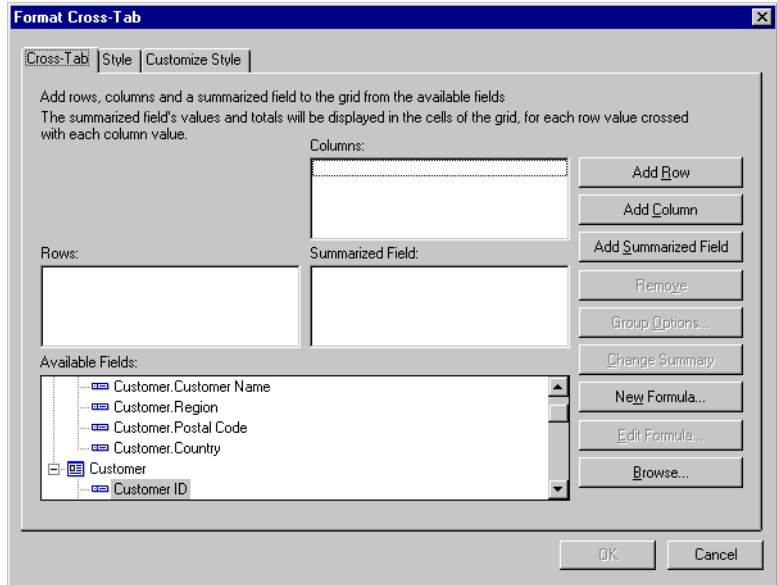 Format Cross-Tab
Cross-Tab
Style
Customize Style
Add rows, columns and a summarized field to the grid from the available fields
The summarized field's values and totals will be displayed in the cells of the grid, for each row value crossed
with each column value.
Columns:
Add Row
Add Column
Add Summarized Field
Rows:
Summarized Field:
Remove
Group Options...
Change Summary
Available Fields:
Customer.Customer Name
Customer.Region
Customer.Postal Code
Customer.Country
Customer
Customer ID
New Formula...
Edit Formula...
Browse...
OK
Cancel